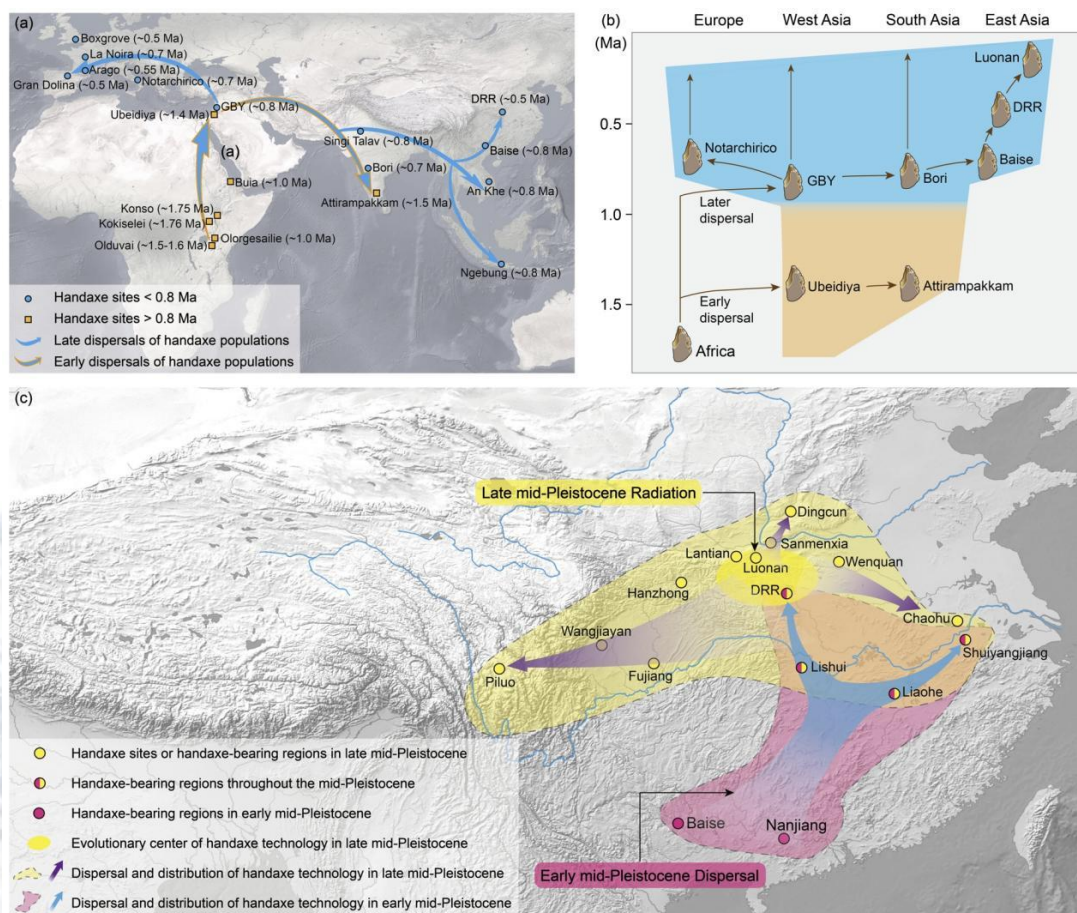 (a)
Boxgrove (~0.5 Ma)
La Noira (~0.7 Ma)
Arago (~0.55 Ma)
Gran Dolina (~0.5 Ma)
Notarchirico (~0.7 Ma)
GBY (~0.8 Ma)
Ubeidiya (~1.4 Ma)
(a)
DRR (~0.5 Ma)
Singi Talav (~0.8 Ma)
Baise (~0.8 Ma)
Bori (~0.7 Ma)
An Khe (~0.8 Ma)
Attirampakkam (~1.5 Ma)
Buia (~1.0 Ma)
Konso (~1.75 Ma)
Kokiselei (~1.76 Ma)
Olorgesailie (~1.0 Ma)
Olduvai (~1.5-1.6 Ma)
Ngebung (~0.8 Ma)
Handaxe sites < 0.8 Ma
Handaxe sites > 0.8 Ma
Late dispersals of handaxe populations
Early dispersals of handaxe populations
(b)
Europe West Asia South Asia East Asia
(Ma)
Luonan
DRR
0.5
Notarchirico
Baise
GBY
Bori
1.0
Later
dispersal
Ubeidiya
Attirampakkam
Early
dispersal
1.5
Africa
(c)
Late mid-Pleistocene Radiation
Dingcun
Sanmenxia
Lantian
Luonan
Wenquan
Hanzhong
DRR
Chaohu
Wangjiayan
Shuiyangjiang
Piluo
Fujiang
Lishui
Liaohe
Baise
Nanjiang
Early mid-Pleistocene Dispersal
Handaxe sites or handaxe-bearing regions in late mid-Pleistocene
Handaxe-bearing regions throughout the mid-Pleistocene
Handaxe-bearing regions in early mid-Pleistocene
Evolutionary center of handaxe technology in late mid-Pleistocene
Dispersal and distribution of handaxe technology in late mid-Pleistocene
Dispersal and distribution of handaxe technology in early mid-Pleistocene